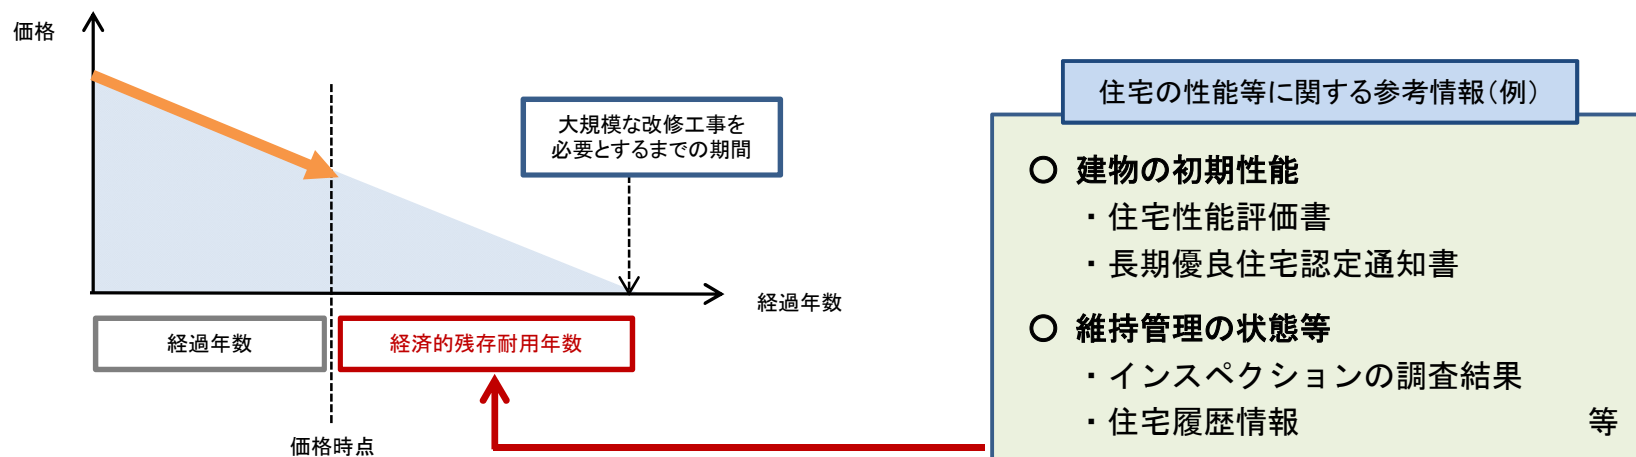 価格
大規模な改修工事を
必要とするまでの期間
経過年数
経過年数
経済的残存耐用年数
価格時点
住宅の性能等に関する参考情報（例）
○ 建物の初期性能
・住宅性能評価書
・長期優良住宅認定通知書
○ 維持管理の状態等
・インスペクションの調査結果
・住宅履歴情報 等